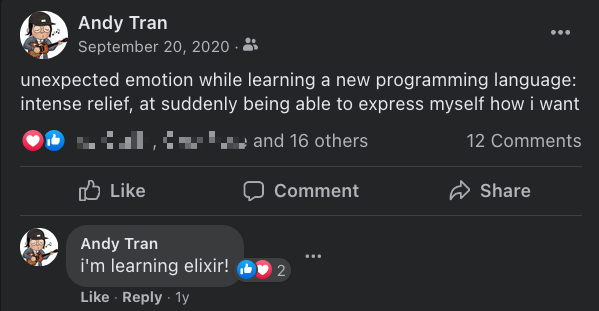 Andy Tran
September 20, 2020 ·
unexpected emotion while learning a new programming language:
intense relief, at suddenly being able to express myself how i want
, and 16 others 12 Comments
Like Comment Share
Andy Tran
i'm learning elixir!
2
Like · Reply · 1y